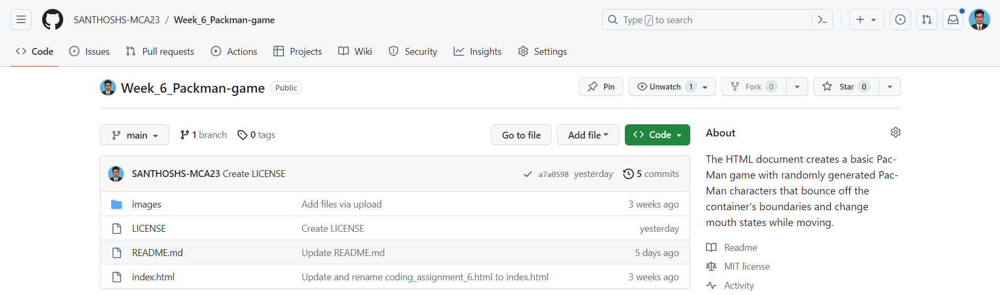 SANTHOSHS-MCA23 / Week_6_Packman-game
Type / to search
Code Issues Pull requests Actions Projects Wiki Security Insights Settings
Week_6_Packman-game Public
Pin Unwatch 1 Fork 0 Star 0
main 1 branch 0 tags Go to file Add file Code
SANTHOSHS-MCA23 Create LICENSE a7a0598 yesterday 5 commits
images Add files via upload 3 weeks ago
LICENSE Create LICENSE yesterday
README.md Update README.md 5 days ago
index.html Update and rename coding_assignment_6.html to index.html 3 weeks ago
About
The HTML document creates a basic Pac-
Man game with randomly generated Pac-
Man characters that bounce off the
container's boundaries and change
mouth states while moving.
Readme
MIT license
Activity